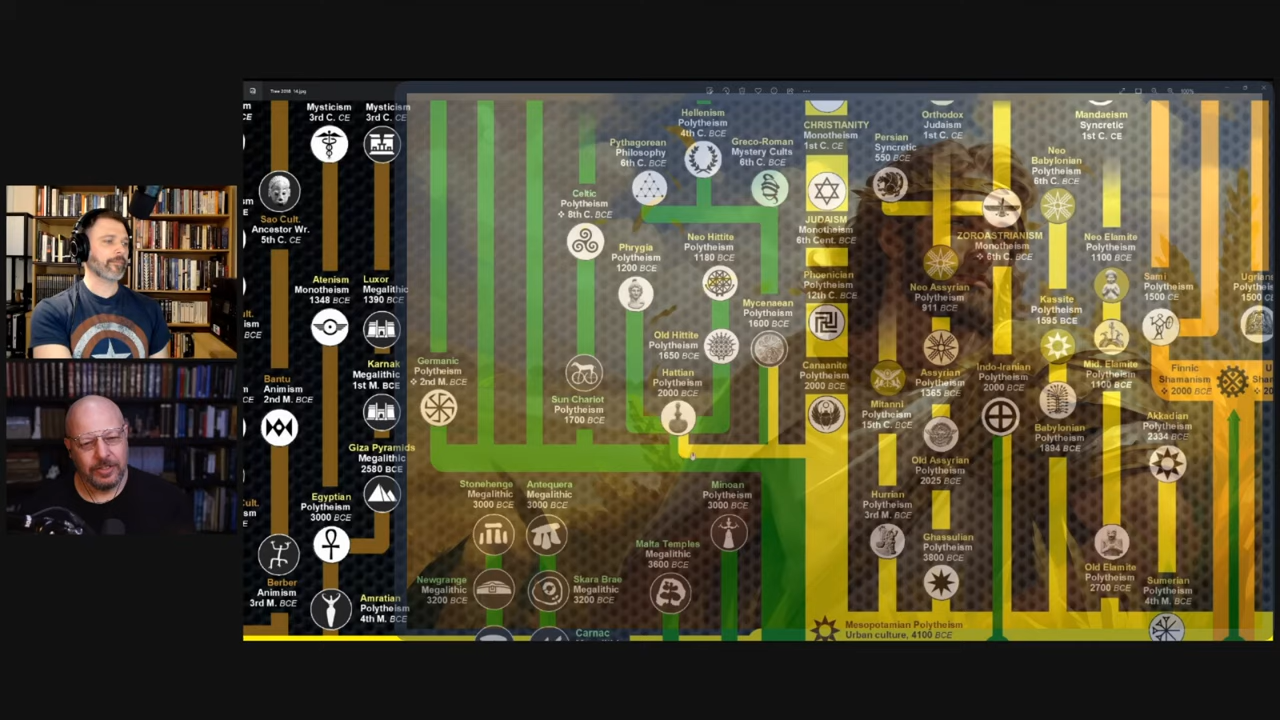 Tree 2008
100%
Mysticism
3rd C. CE
Mysticism
3rd C. CE
Sao Cult.
Ancestor Wr.
5th C. CE
Atenism
Monotheism
1348 BCE
Luxor
Megalithic
1390 BCE
Karnak
Megalithic
1st M. BCE
Bantu
Animism
2nd M. BCE
Giza Pyramids
Megalithic
2580 BCE
Egyptian
Polytheism
3000 BCE
Berber
Animism
3rd M. BCE
Amratian
Polytheism
4th M. BCE
Germanic
Polytheism
2nd M. BCE
Celtic
Polytheism
8th C. BCE
Sun Chariot
Polytheism
1700 BCE
Pythagorean
Philosophy
6th C. BCE
Hellenism
Polytheism
4th C. BCE
Greco-Roman
Mystery Cults
6th C. BCE
Phrygia
Polytheism
1200 BCE
Neo Hittite
Polytheism
1180 BCE
Mycenaean
Polytheism
1600 BCE
Old Hittite
Polytheism
1650 BCE
Hattian
Polytheism
2000 BCE
Stonehenge
Megalithic
3000 BCE
Antequera
Megalithic
3000 BCE
Minoan
Polytheism
3000 BCE
Malta Temples
Megalithic
3600 BCE
Newgrange
Megalithic
3200 BCE
Skara Brae
Megalithic
3200 BCE
Carnac
CHRISTIANITY
Monotheism
1st C. CE
JUDAISM
Monotheism
6th Cent. BCE
Phoenician
Polytheism
12th C. BCE
Canaanite
Polytheism
2000 BCE
Persian
Syncretic
550 BCE
Orthodox
Judaism
1st C. CE
ZOROASTRIANISM
Monotheism
6th C. BCE
Neo Assyrian
Polytheism
911 BCE
Assyrian
Polytheism
1365 BCE
Mitanni
Polytheism
15th C. BCE
Old Assyrian
Polytheism
2025 BCE
Hurrian
Polytheism
3rd M. BCE
Ghassulian
Polytheism
3800 BCE
Indo-Iranian
Polytheism
2000 BCE
Neo
Babylonian
Polytheism
6th C. BCE
Kassite
Polytheism
1595 BCE
Babylonian
Polytheism
1894 BCE
Mandaeism
Syncretic
1st C. CE
Neo Elamite
Polytheism
1100 BCE
Mid. Elamite
Polytheism
1100 BCE
Old Elamite
Polytheism
2700 BCE
Sami
Polytheism
1500 CE
Finnic
Shamanism
2000 BCE
Akkadian
Polytheism
2334 BCE
Sumerian
Polytheism
4th M. BCE
Mesopotamian Polytheism
Urban culture, 4100 BCE